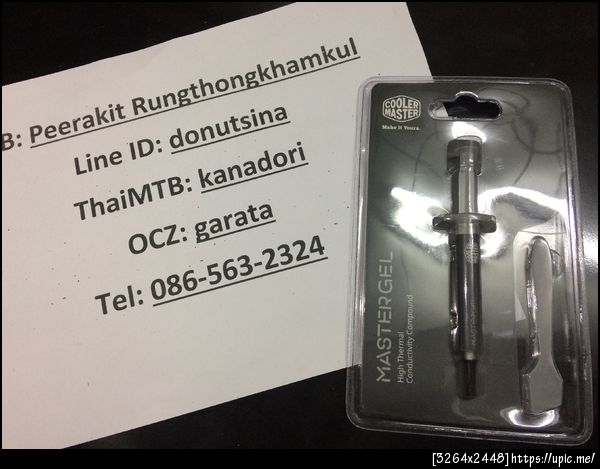 B: Peerakit Rungthongkhamkul
Line ID: donutsina
ThaiMTB: kanadori
OCZ: garata
Tel: 086-563-2324
COOLER
MASTER
Make It Yours.
MASTERGEL
High Thermal
Conductivity Compound
[3264x2448]https://upic.me/